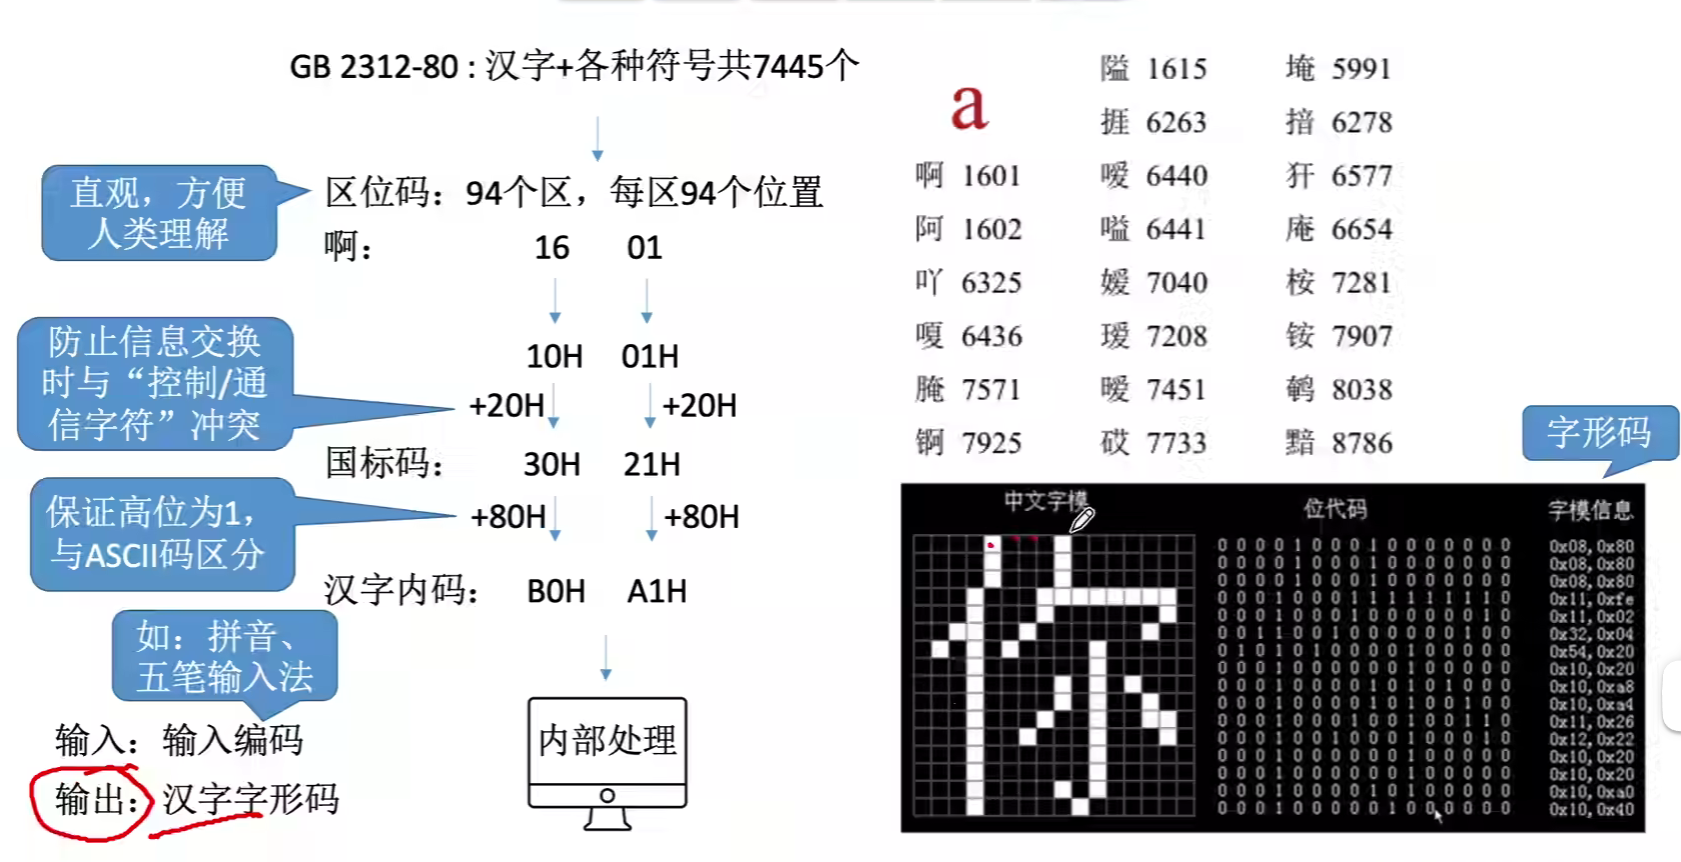 GB 2312-80 : 汉字+各种符号共7445个
直观，方便
人类理解
区位码：94个区，每区94个位置
啊： 16 01
10H 01H
防止信息交换
时与“控制/通
信字符”冲突
+20H +20H
国标码： 30H 21H
保证高位为1，
与ASCII码区分
+80H +80H
汉字内码： B0H A1H
如：拼音、
五笔输入法
输入：输入编码
输出：汉字字形码
内部处理
a
隘 1615 埯 5991
捱 6263 揞 6278
啊 1601 嗳 6440 犴 6577
阿 1602 嗌 6441 庵 6654
吖 6325 嫒 7040 桉 7281
嗄 6436 瑷 7208 铵 7907
腌 7571 暧 7451 鹌 8038
锕 7925 砹 7733 黯 8786
字形码
中文字模 位代码 字模信息
0 0 0 0 1 0 0 0 1 0 0 0 0 0 0 0 0x08,0x80
0 0 0 0 1 0 0 0 1 0 0 0 0 0 0 0 0x08,0x80
0 0 0 0 1 0 0 0 1 0 0 0 0 0 0 0 0x08,0x80
0 0 0 1 0 0 0 1 1 1 1 1 1 1 1 0 0x11,0xfe
0 0 0 1 0 0 0 1 0 0 0 0 0 0 1 0 0x11,0x02
0 0 1 1 0 0 1 0 0 0 0 0 0 1 0 0 0x32,0x04
0 1 0 1 0 1 0 0 0 0 1 0 0 0 0 0 0x54,0x20
0 0 0 1 0 0 0 0 0 0 1 0 0 0 0 0 0x10,0x20
0 0 0 1 0 0 0 0 1 0 1 0 1 0 0 0 0x10,0xa8
0 0 0 1 0 0 0 0 1 0 1 0 0 1 0 0 0x10,0xa4
0 0 0 1 0 0 0 1 0 0 1 0 0 1 1 0 0x11,0x26
0 0 0 1 0 0 1 0 0 0 1 0 0 0 1 0 0x12,0x22
0 0 0 1 0 0 0 0 0 0 1 0 0 0 0 0 0x10,0x20
0 0 0 1 0 0 0 0 0 0 1 0 0 0 0 0 0x10,0x20
0 0 0 1 0 0 0 0 1 0 1 0 0 0 0 0 0x10,0xa0
0 0 0 1 0 0 0 0 0 1 0 0 0 0 0 0 0x10,0x40